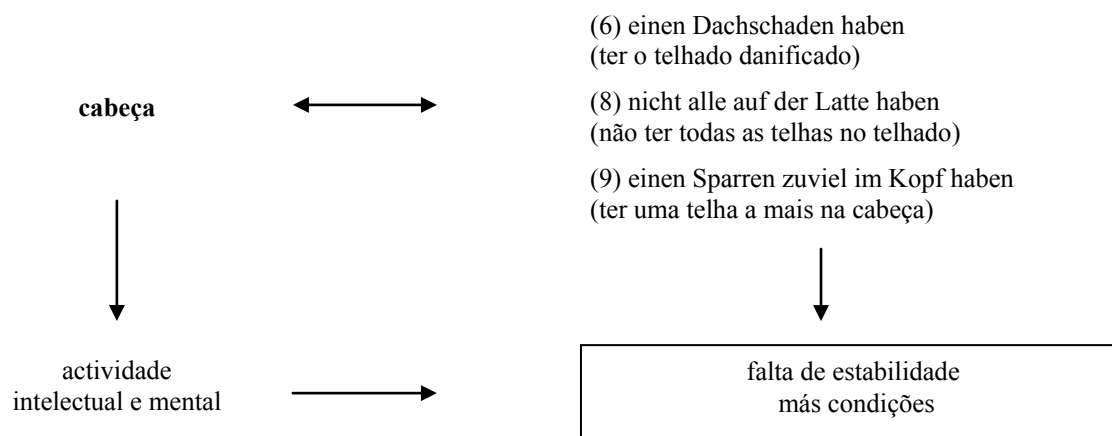 (6) einen Dachschaden haben
(ter o telhado danificado)
cabeça
(8) nicht alle auf der Latte haben
(não ter todas as telhas no telhado)
(9) einen Sparren zuviel im Kopf haben
(ter uma telha a mais na cabeça)
actividade
intelectual e mental
falta de estabilidade
más condições